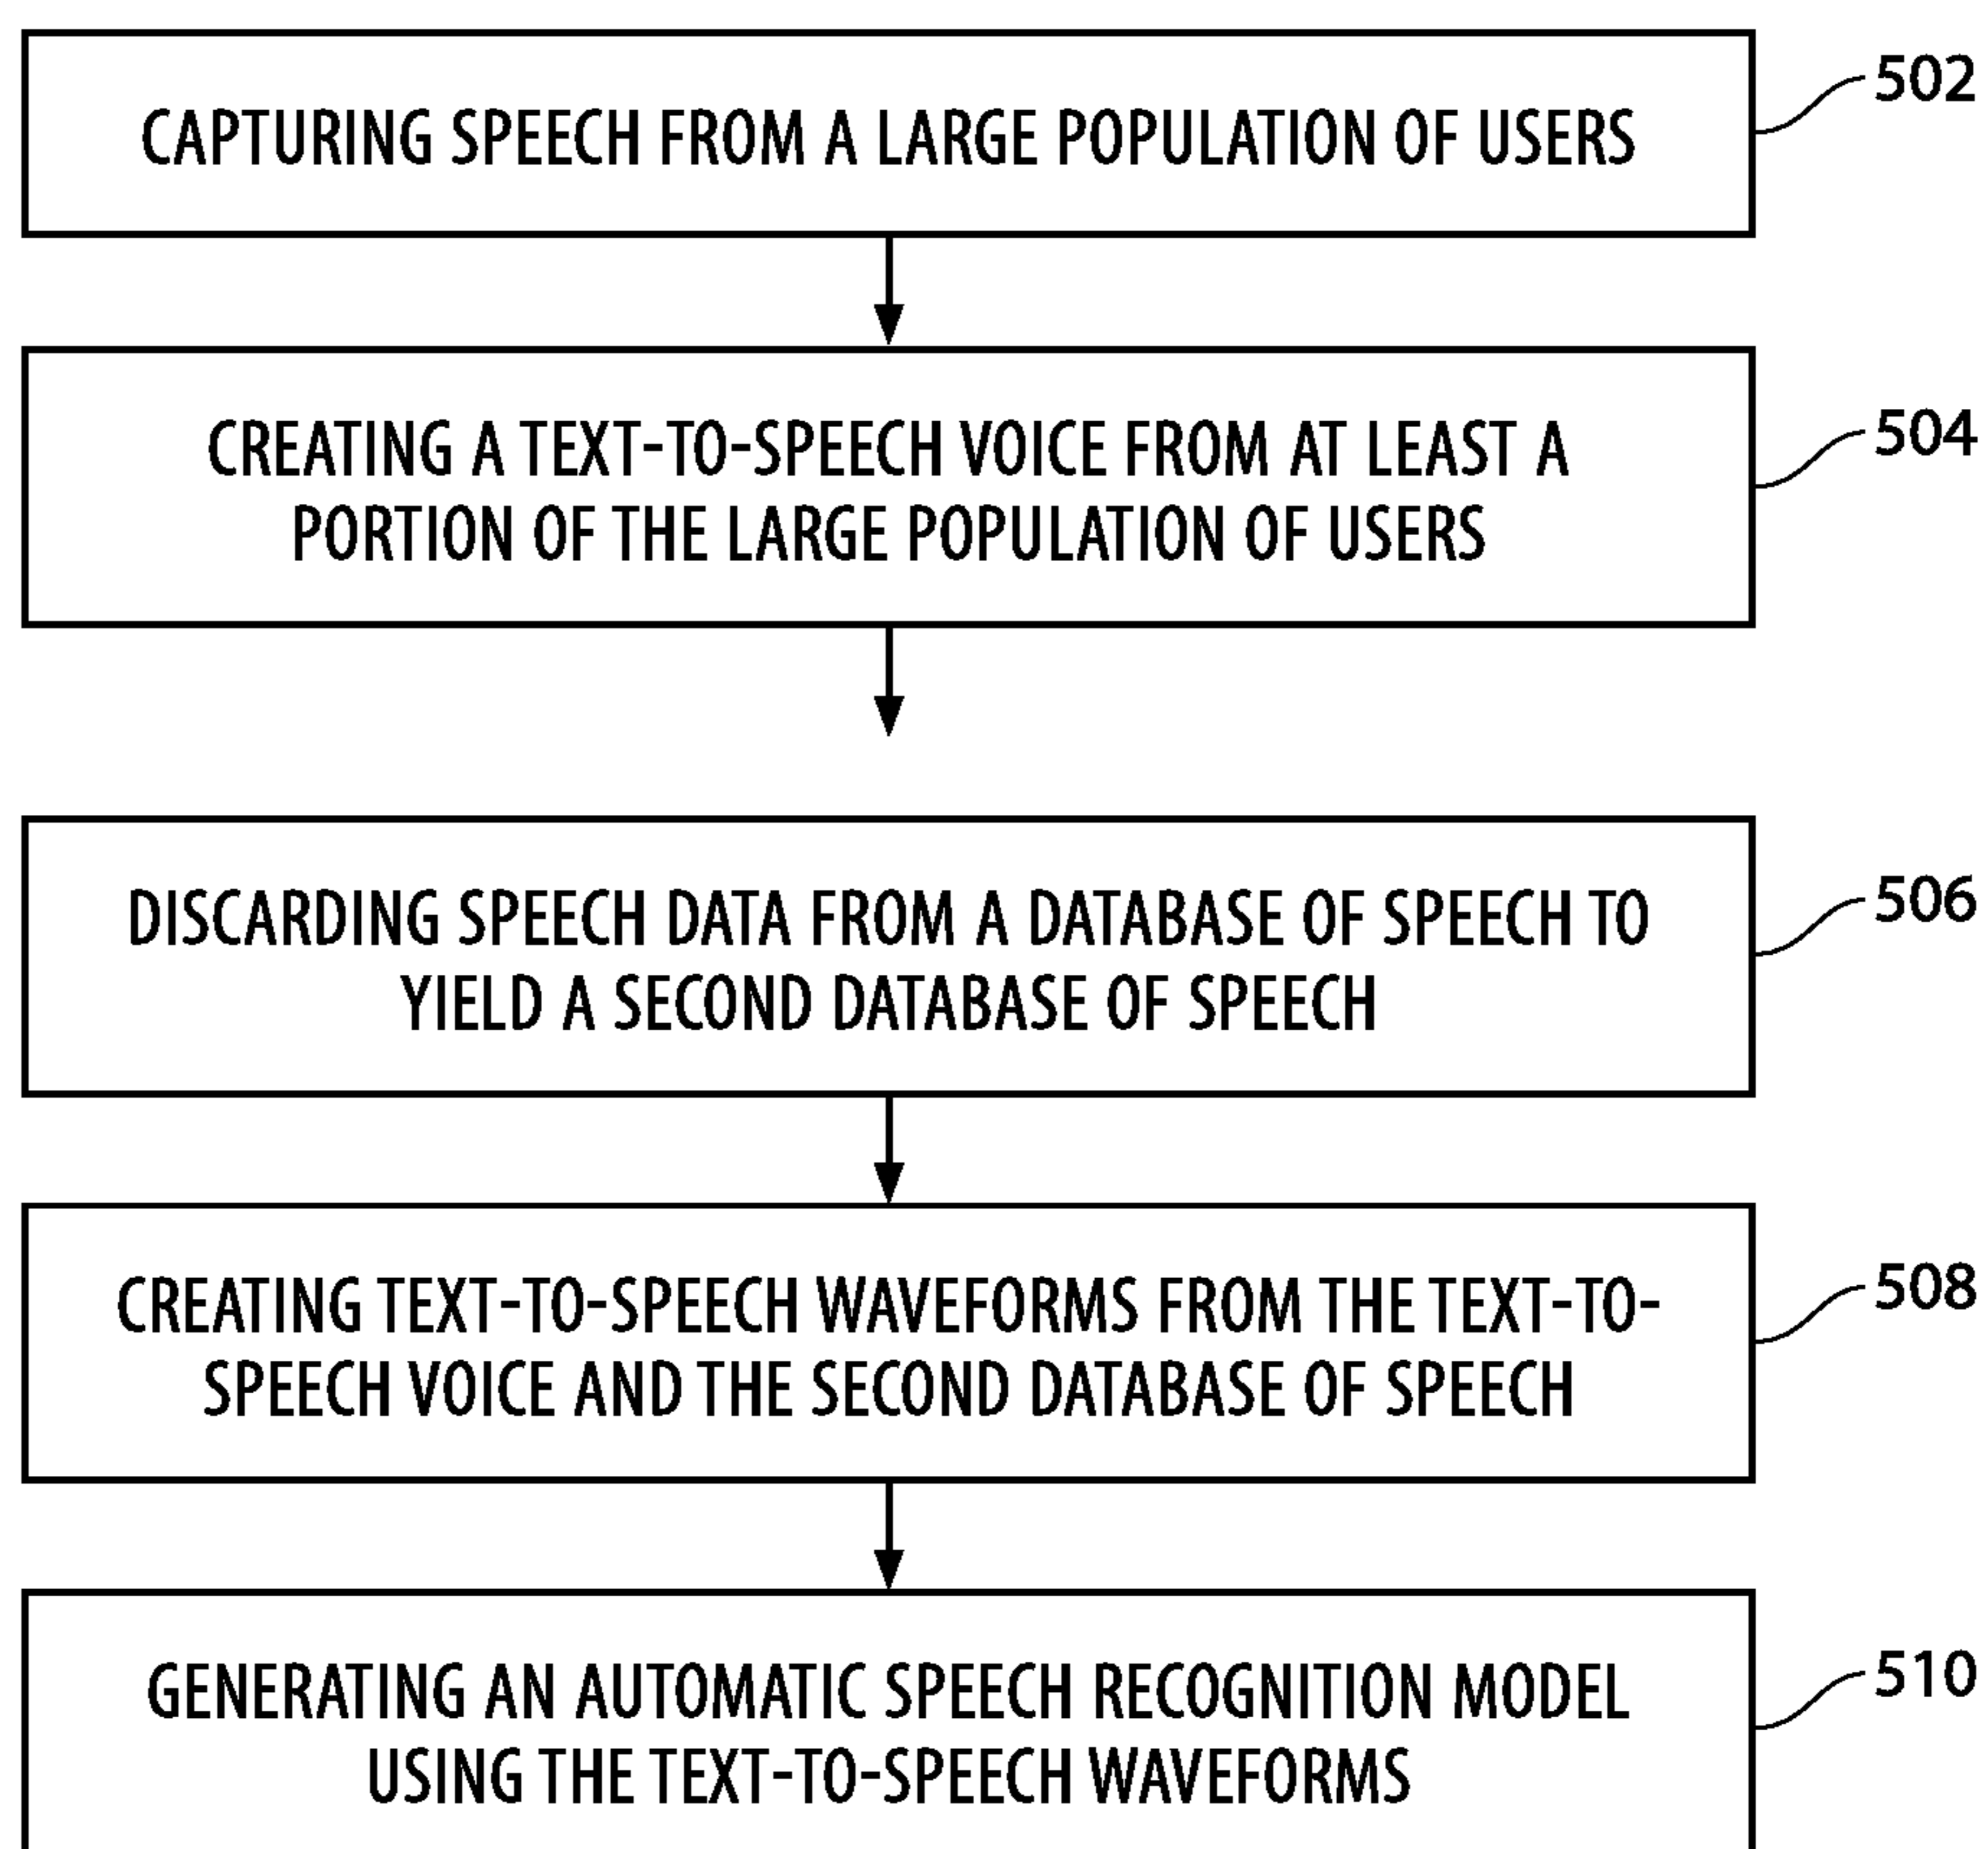 CAPTURING SPEECH FROM A LARGE POPULATION OF USERS
502
CREATING A TEXT-TO-SPEECH VOICE FROM AT LEAST A
PORTION OF THE LARGE POPULATION OF USERS
504
DISCARDING SPEECH DATA FROM A DATABASE OF SPEECH TO
YIELD A SECOND DATABASE OF SPEECH
506
CREATING TEXT-TO-SPEECH WAVEFORMS FROM THE TEXT-TO-
SPEECH VOICE AND THE SECOND DATABASE OF SPEECH
508
GENERATING AN AUTOMATIC SPEECH RECOGNITION MODEL
USING THE TEXT-TO-SPEECH WAVEFORMS
510